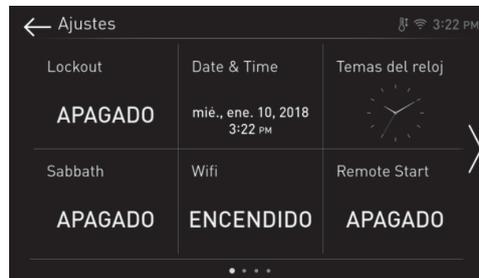 Ajustes
3:22 PM
Lockout
APAGADO
Date & Time
mié., ene. 10, 2018
3:22 PM
Temas del reloj
Sabbath
APAGADO
Wifi
ENCENDIDO
Remote Start
APAGADO